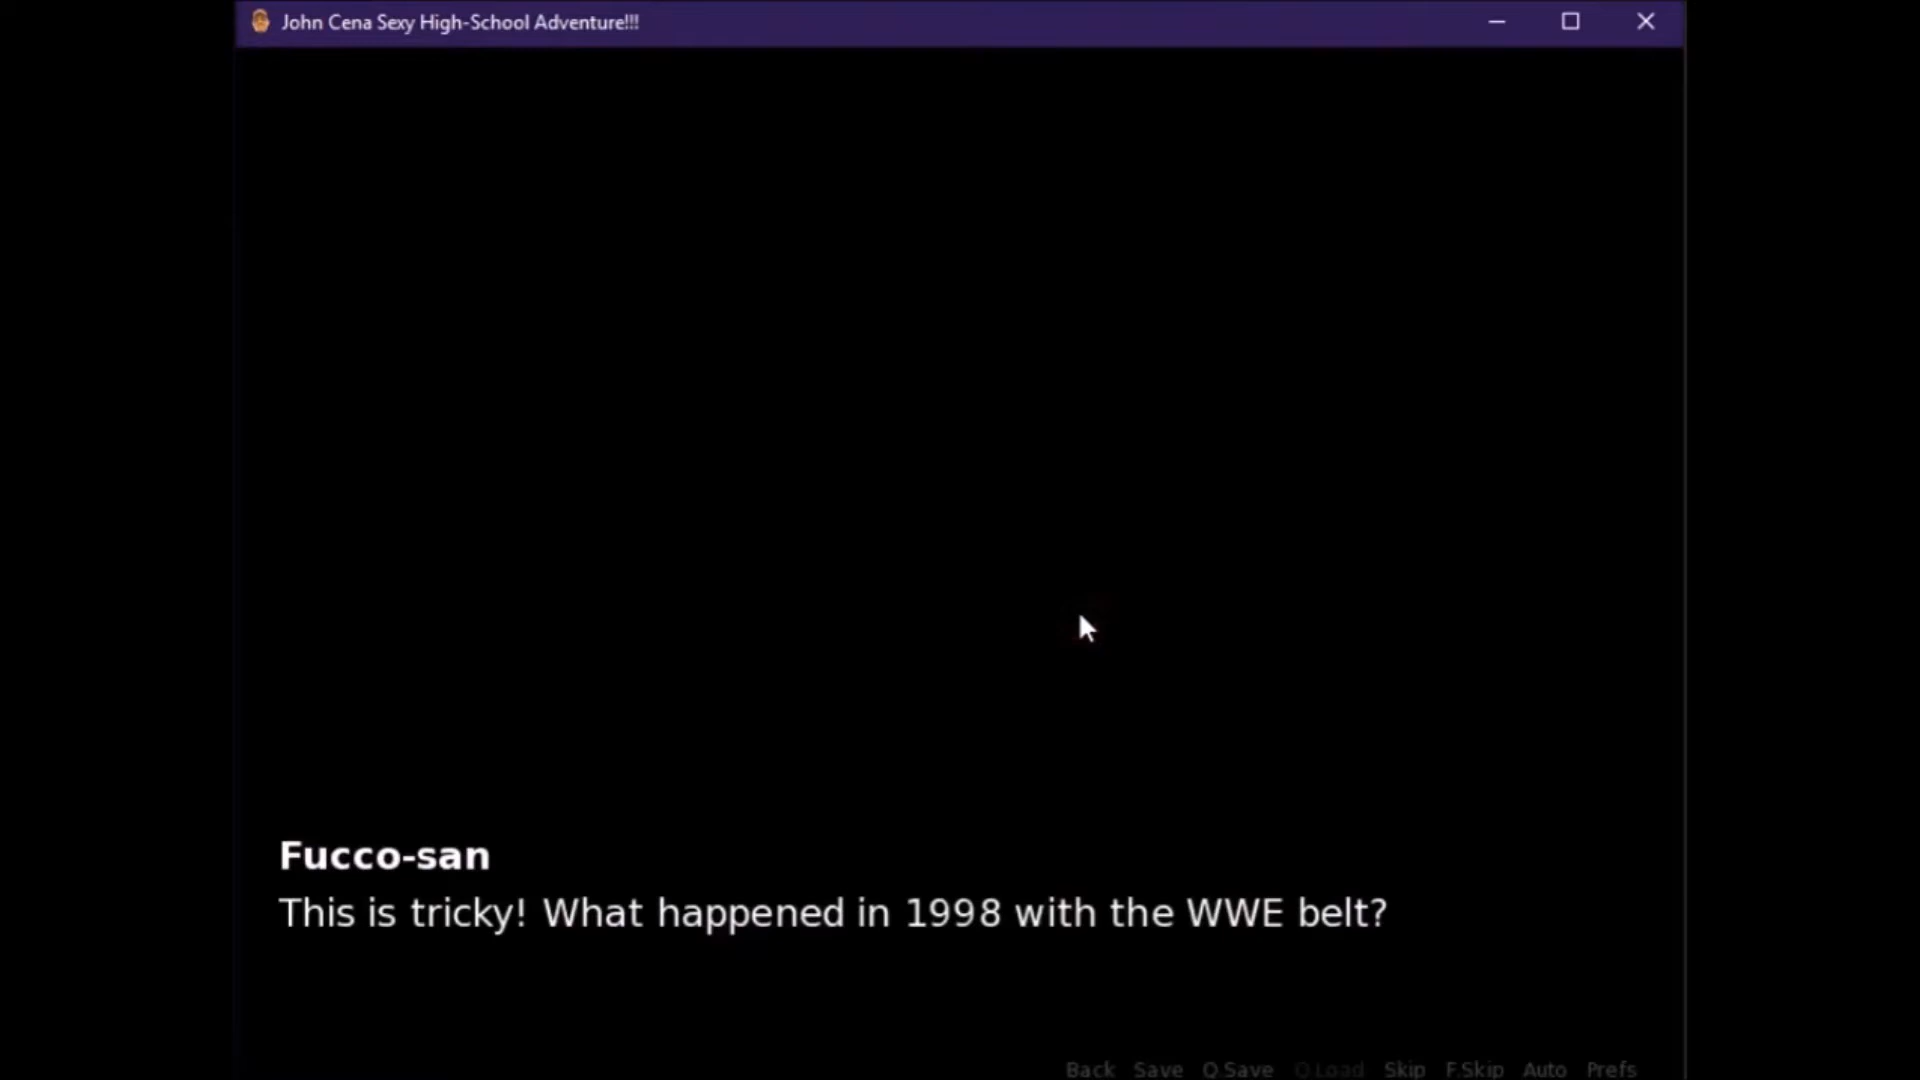 John Cena Sexy High-School Adventure!!!
Fucco-san
This is tricky! What happened in 1998 with the WWE belt?
Back Save Q.Save Q.Load Skip F.Skip Auto Prefs